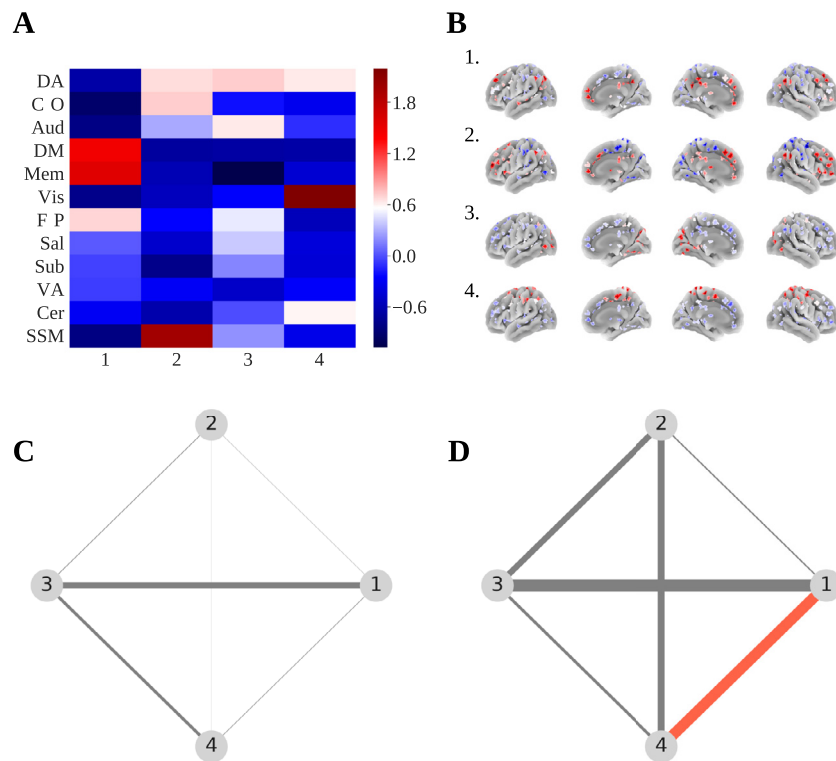 A
DA
C O
Aud
DM
Mem
Vis
F P
Sal
Sub
VA
Cer
SSM
1 2 3 4
1.8
1.2
0.6
0.0
−0.6
B
1.
2.
3.
4.
C
2
3
1
4
D
2
3
1
4